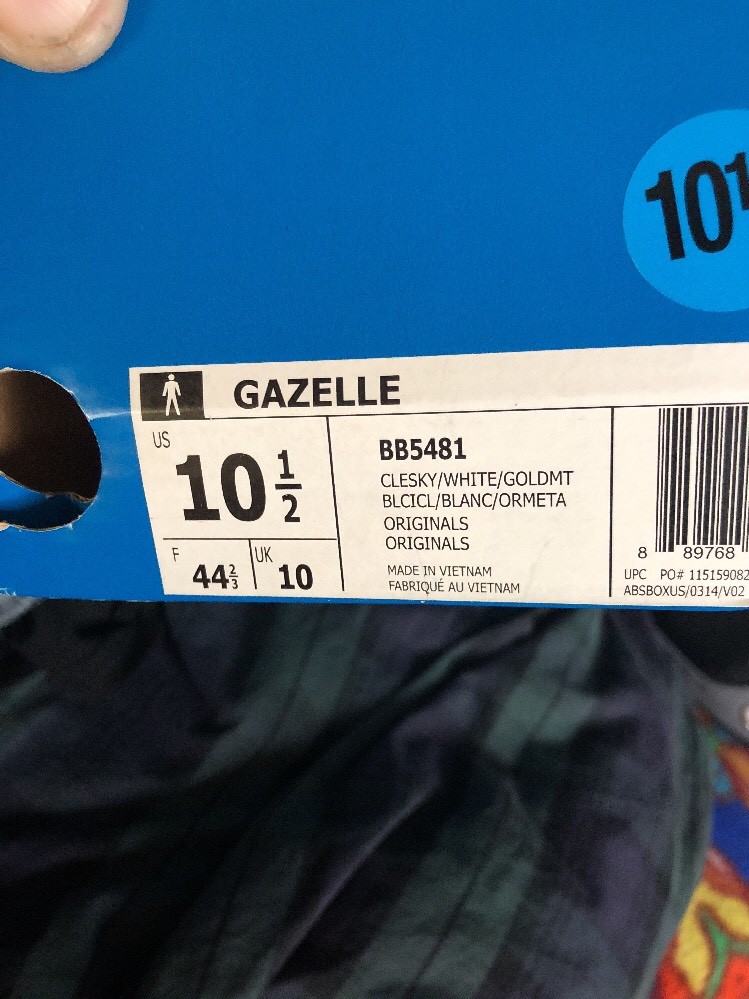 10
GAZELLE
US
10 1/2
BB5481
CLESKY/WHITE/GOLDMT
BLCICL/BLANC/ORMETA
ORIGINALS
ORIGINALS
MADE IN VIETNAM
FABRIQUÉ AU VIETNAM
F
44 2/3
UK
10
8 89768
UPC PO# 115159082
ABSBOXUS/0314/V02